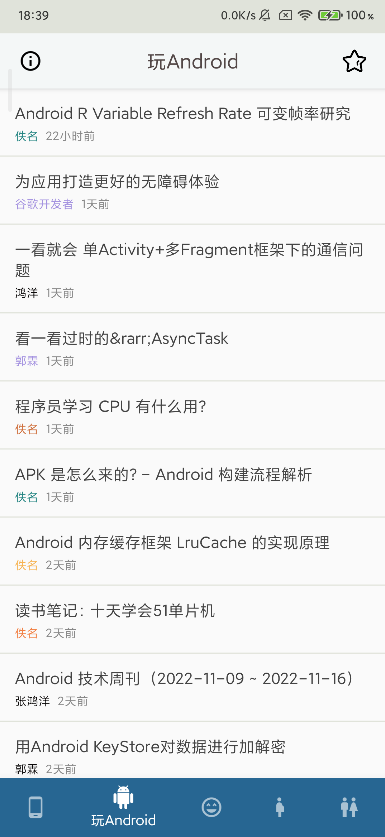 18:39
0.0K/s
100%
玩Android
Android R Variable Refresh Rate 可变帧率研究
佚名 22小时前
为应用打造更好的无障碍体验
谷歌开发者 1天前
一看就会 单Activity+多Fragment框架下的通信问
题
鸿洋 1天前
看一看过时的&rarr;AsyncTask
郭霖 1天前
程序员学习 CPU 有什么用?
佚名 1天前
APK 是怎么来的? - Android 构建流程解析
佚名 1天前
Android 内存缓存框架 LruCache 的实现原理
佚名 2天前
读书笔记：十天学会51单片机
佚名 2天前
Android 技术周刊（2022-11-09 ~ 2022-11-16）
张鸿洋 2天前
用Android KeyStore对数据进行加解密
郭霖 2天前
玩Android